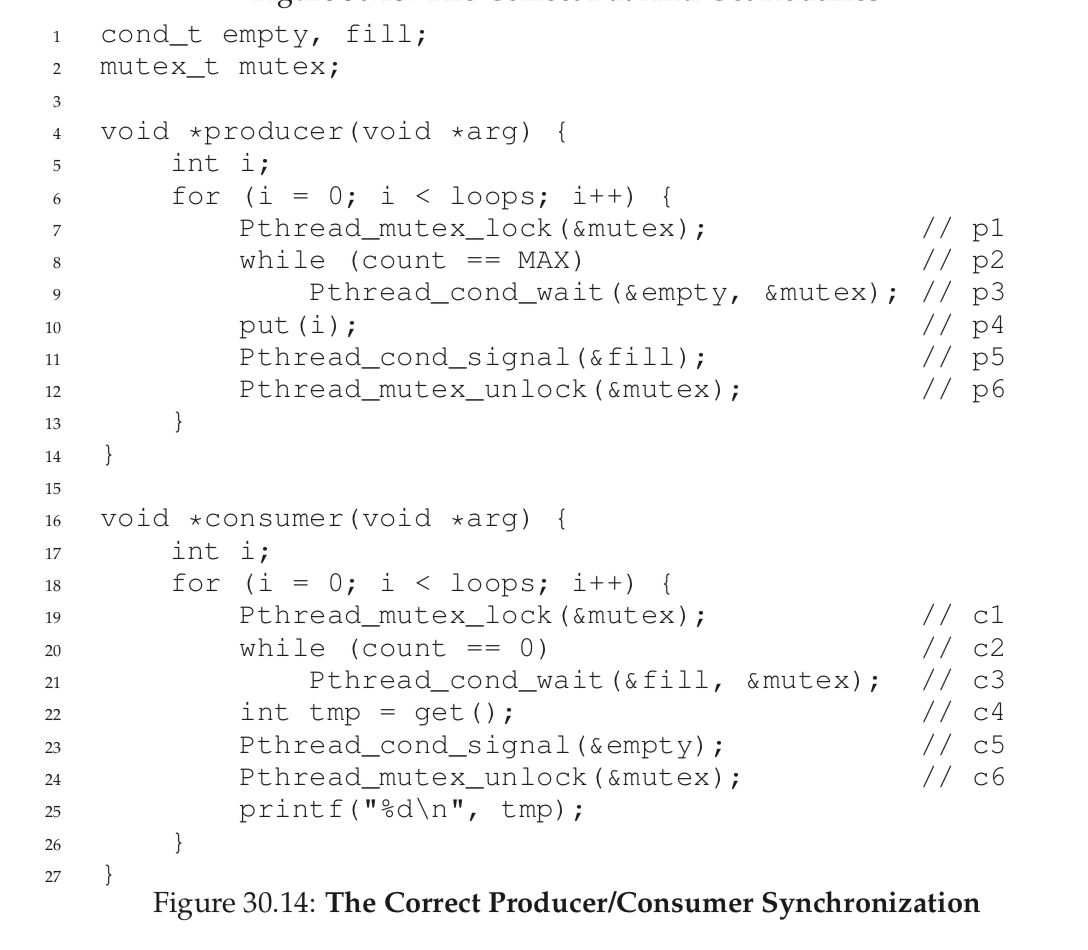 1 cond_t empty, fill;
2 mutex_t mutex;
3
4 void *producer(void *arg) {
5 int i;
6 for (i = 0; i < loops; i++) {
7 Pthread_mutex_lock(&mutex); // p1
8 while (count == MAX) // p2
9 Pthread_cond_wait(&empty, &mutex); // p3
10 put(i); // p4
11 Pthread_cond_signal(&fill); // p5
12 Pthread_mutex_unlock(&mutex); // p6
13 }
14 }
15
16 void *consumer(void *arg) {
17 int i;
18 for (i = 0; i < loops; i++) {
19 Pthread_mutex_lock(&mutex); // c1
20 while (count == 0) // c2
21 Pthread_cond_wait(&fill, &mutex); // c3
22 int tmp = get(); // c4
23 Pthread_cond_signal(&empty); // c5
24 Pthread_mutex_unlock(&mutex); // c6
25 printf("%d\n", tmp);
26 }
27 }
Figure 30.14: The Correct Producer/Consumer Synchronization